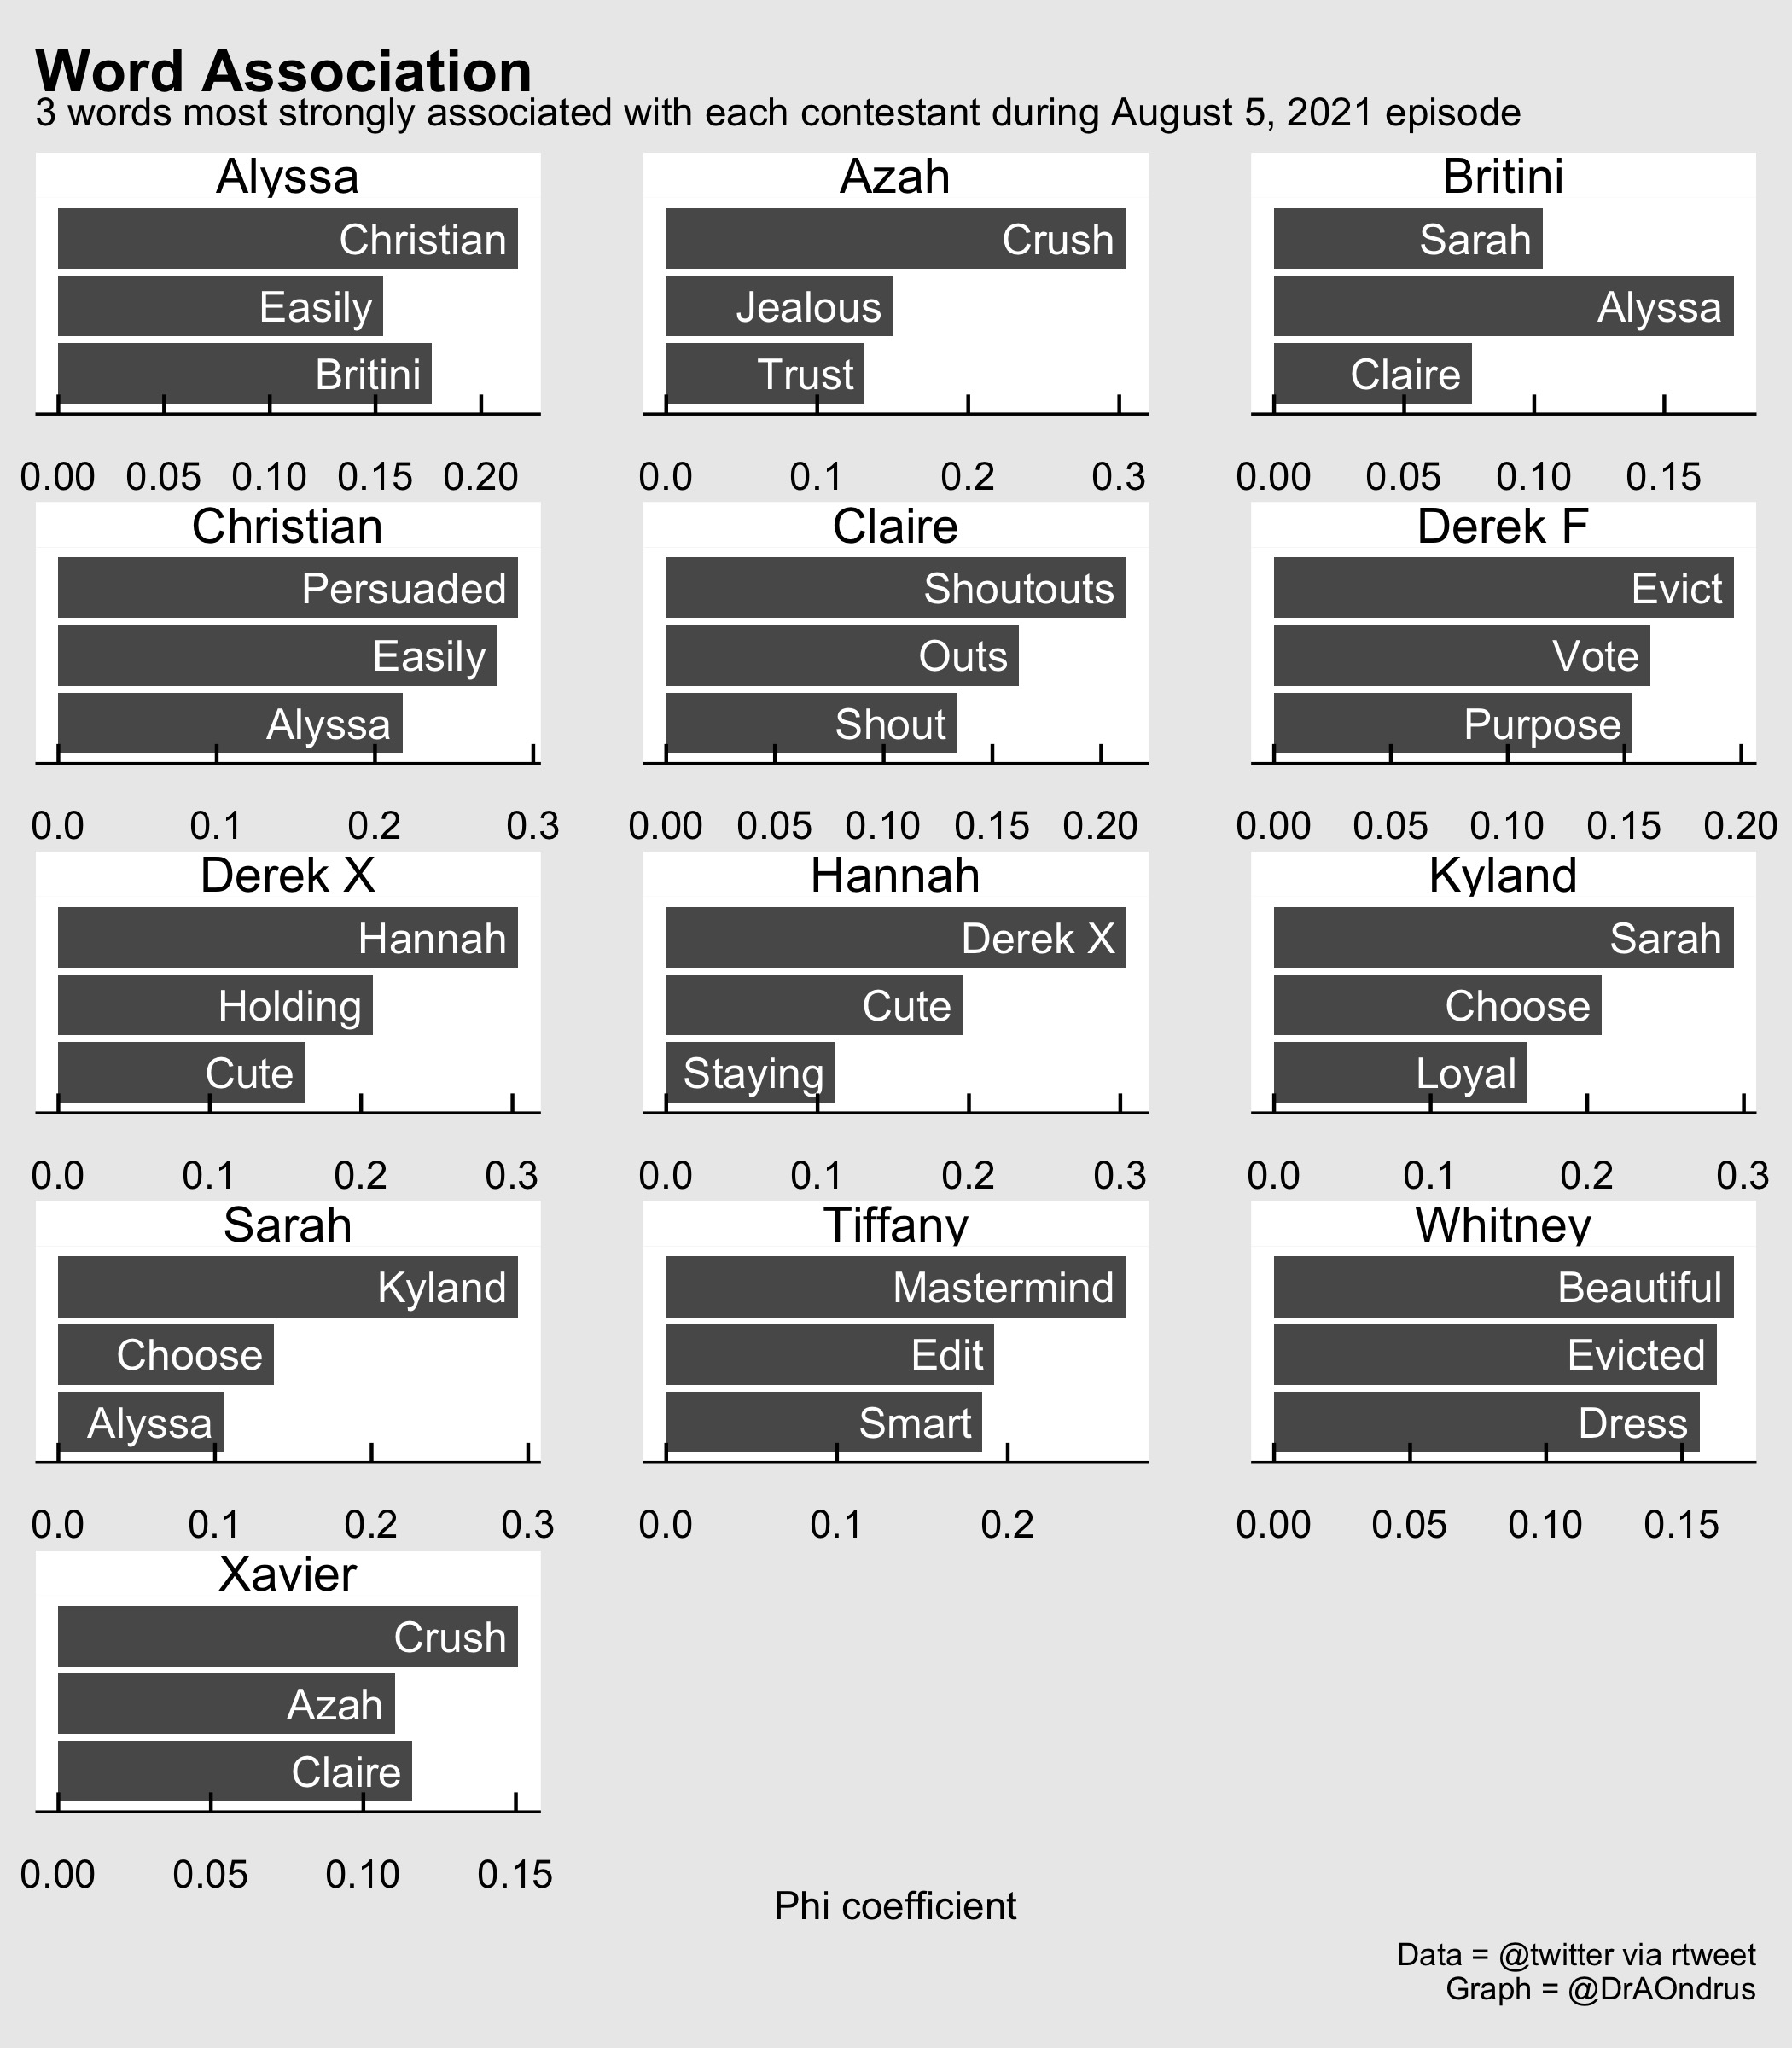 Word Association
3 words most strongly associated with each contestant during August 5, 2021 episode
Alyssa
Christian
Easily
Britini
0.00 0.05 0.10 0.15 0.20
Azah
Crush
Jealous
Trust
0.0 0.1 0.2 0.3
Britini
Sarah
Alyssa
Claire
0.00 0.05 0.10 0.15
Christian
Persuaded
Easily
Alyssa
0.0 0.1 0.2 0.3
Claire
Shoutouts
Outs
Shout
0.00 0.05 0.10 0.15 0.20
Derek F
Evict
Vote
Purpose
0.00 0.05 0.10 0.15 0.20
Derek X
Hannah
Holding
Cute
0.0 0.1 0.2 0.3
Hannah
Derek X
Cute
Staying
0.0 0.1 0.2 0.3
Kyland
Sarah
Choose
Loyal
0.0 0.1 0.2 0.3
Sarah
Kyland
Choose
Alyssa
0.0 0.1 0.2 0.3
Tiffany
Mastermind
Edit
Smart
0.0 0.1 0.2
Whitney
Beautiful
Evicted
Dress
0.00 0.05 0.10 0.15
Xavier
Crush
Azah
Claire
0.00 0.05 0.10 0.15
Phi coefficient
Data = @twitter via rtweet
Graph = @DrAOndrus